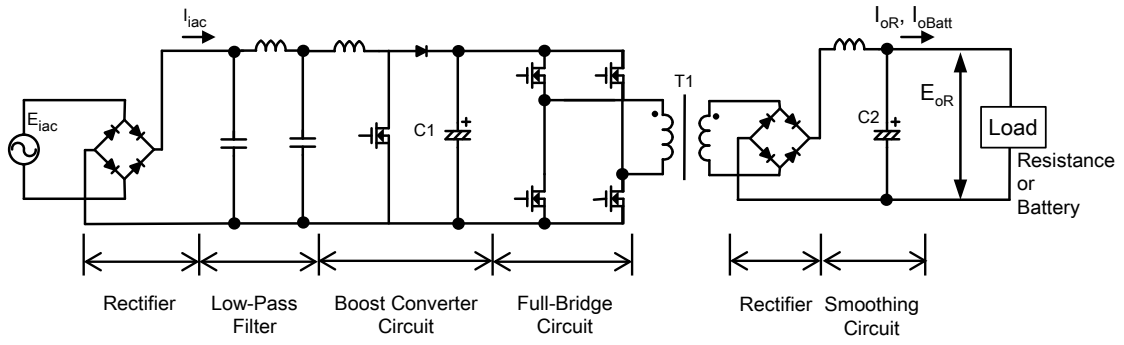 I_iac
I_oR, I_oBatt
T1
E_iac
C1
C2
E_oR
Load
Resistance
or
Battery
Rectifier
Low-Pass
Filter
Boost Converter
Circuit
Full-Bridge
Circuit
Rectifier
Smoothing
Circuit